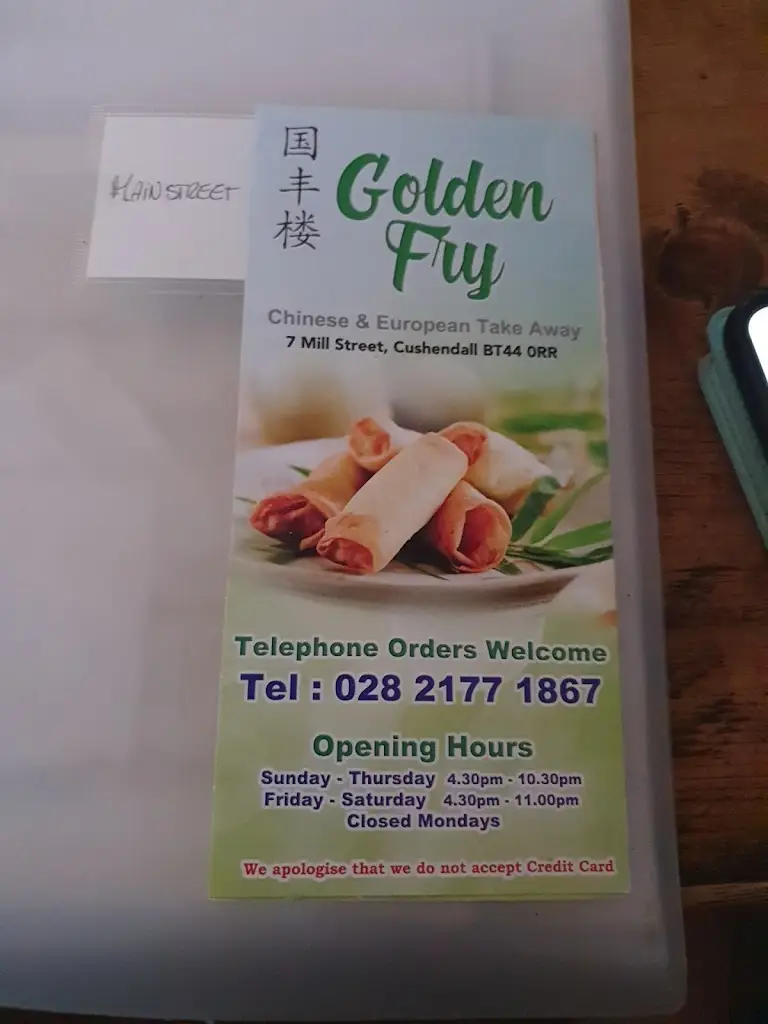 MAIN STREET
国丰楼
Golden
Fry
Chinese & European Take Away
7 Mill Street, Cushendall BT44 0RR
Telephone Orders Welcome
Tel : 028 2177 1867
Opening Hours
Sunday - Thursday 4.30pm - 10.30pm
Friday - Saturday 4.30pm - 11.00pm
Closed Mondays
We apologise that we do not accept Credit Card